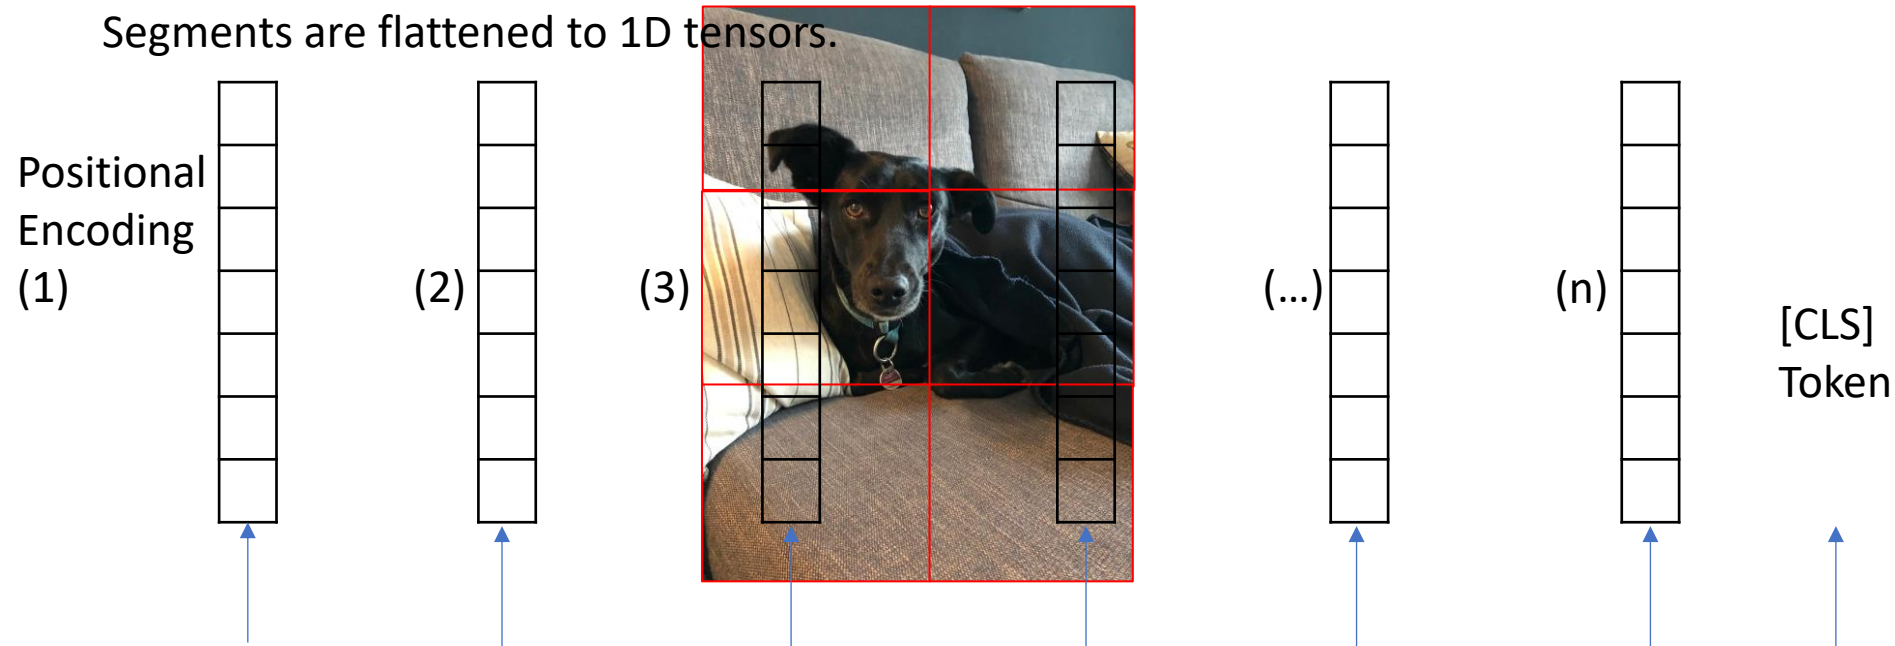 Segments are flattened to 1D tensors.
Positional
Encoding
(1)
(2)
(3)
(...)
(n)
[CLS]
Token